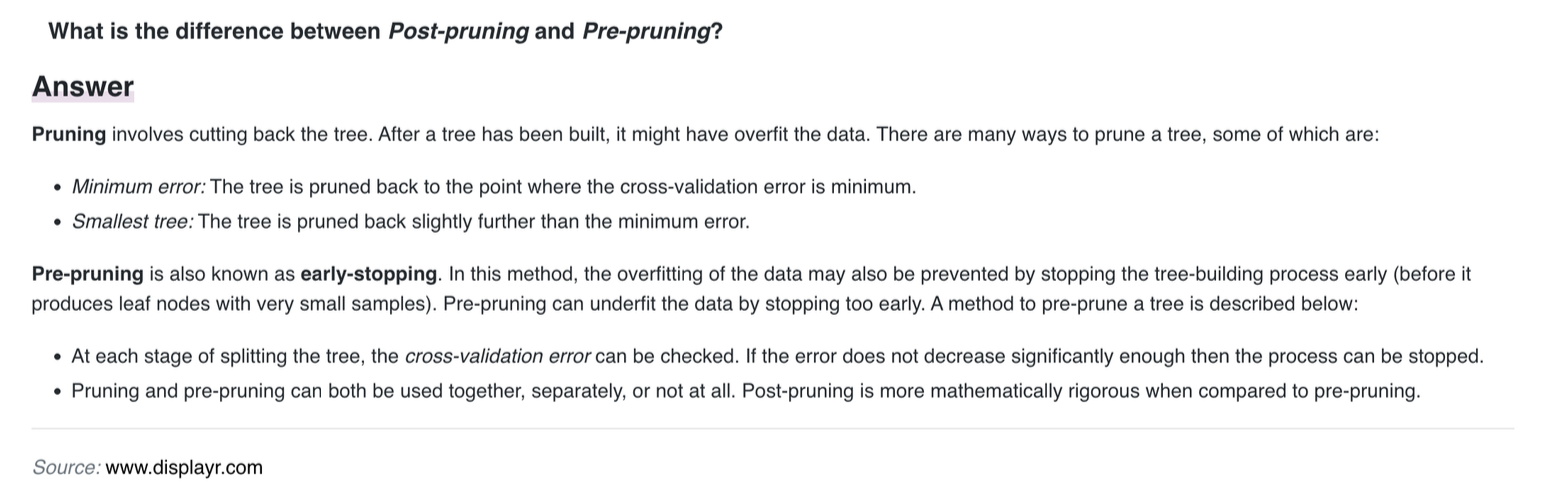 What is the difference between Post-pruning and Pre-pruning?
Answer
Pruning involves cutting back the tree. After a tree has been built, it might have overfit the data. There are many ways to prune a tree, some of which are:
• Minimum error: The tree is pruned back to the point where the cross-validation error is minimum.
• Smallest tree: The tree is pruned back slightly further than the minimum error.
Pre-pruning is also known as early-stopping. In this method, the overfitting of the data may also be prevented by stopping the tree-building process early (before it
produces leaf nodes with very small samples). Pre-pruning can underfit the data by stopping too early. A method to pre-prune a tree is described below:
• At each stage of splitting the tree, the cross-validation error can be checked. If the error does not decrease significantly enough then the process can be stopped.
• Pruning and pre-pruning can both be used together, separately, or not at all. Post-pruning is more mathematically rigorous when compared to pre-pruning.
Source: www.displayr.com